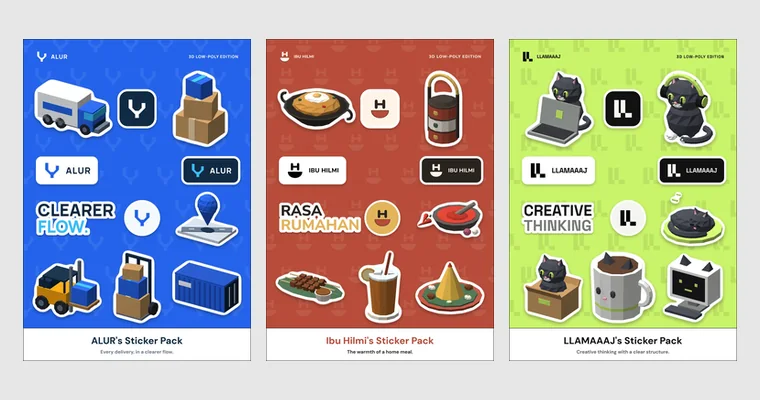 ALUR
3D LOW-POLY EDITION
ALUR
ALUR
CLEARER
FLOW.
ALUR's Sticker Pack
Every delivery, in a clearer flow.
IBU HILMI
3D LOW-POLY EDITION
IBU HILMI
IBU HILMI
RASA
RUMAHAN
Ibu Hilmi's Sticker Pack
The warmth of a home meal.
LLAMAAAJ
3D LOW-POLY EDITION
LLAMAAAJ
LLAMAAAJ
CREATIVE
THINKING
LLAMAAAJ's Sticker Pack
Creative thinking with a clear structure.